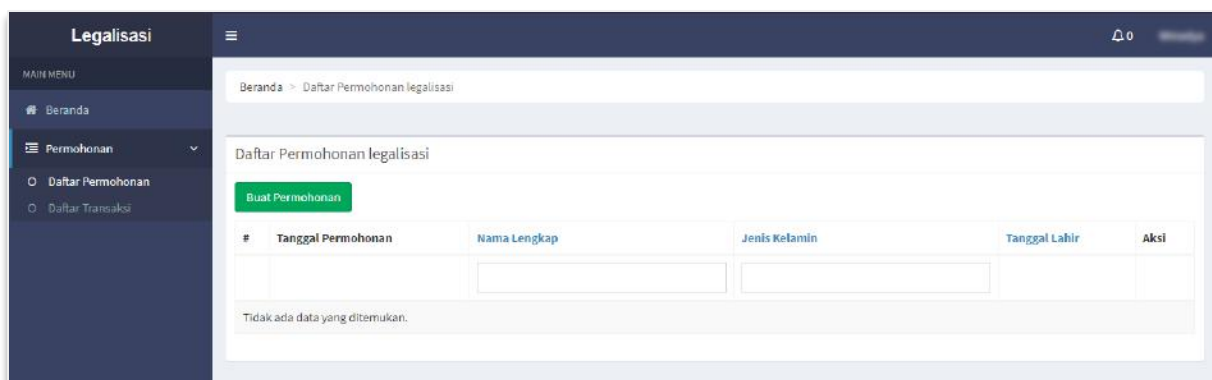 Legalisasi
0
MAIN MENU
Beranda
Permohonan
Daftar Permohonan
Daftar Transaksi
Beranda > Daftar Permohonan legalisasi
Daftar Permohonan legalisasi
Buat Permohonan
# Tanggal Permohonan Nama Lengkap Jenis Kelamin Tanggal Lahir Aksi
Tidak ada data yang ditemukan.